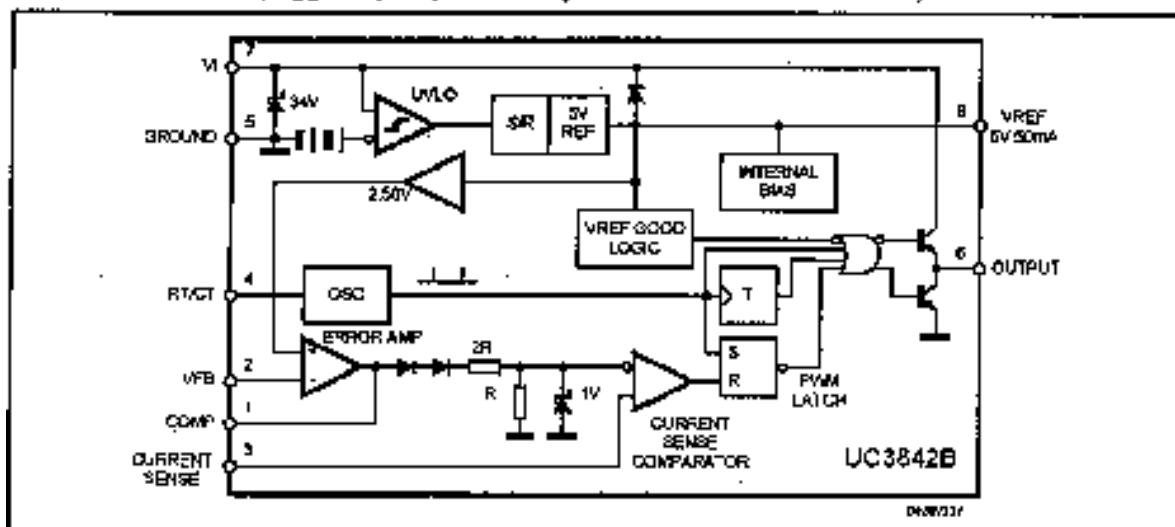 7
VI
34V
UVLO
5
GROUND
S/R
5V
REF
8
VREF
5V 50mA
INTERNAL
BIAS
2.50V
VREF GOOD
LOGIC
6
OUTPUT
4
RT/CT
OSC
T
ERROR AMP
2R
S
R
2
VFB
R
1V
PWM
LATCH
1
COMP
CURRENT
SENSE
COMPARATOR
3
CURRENT
SENSE
UC3842B